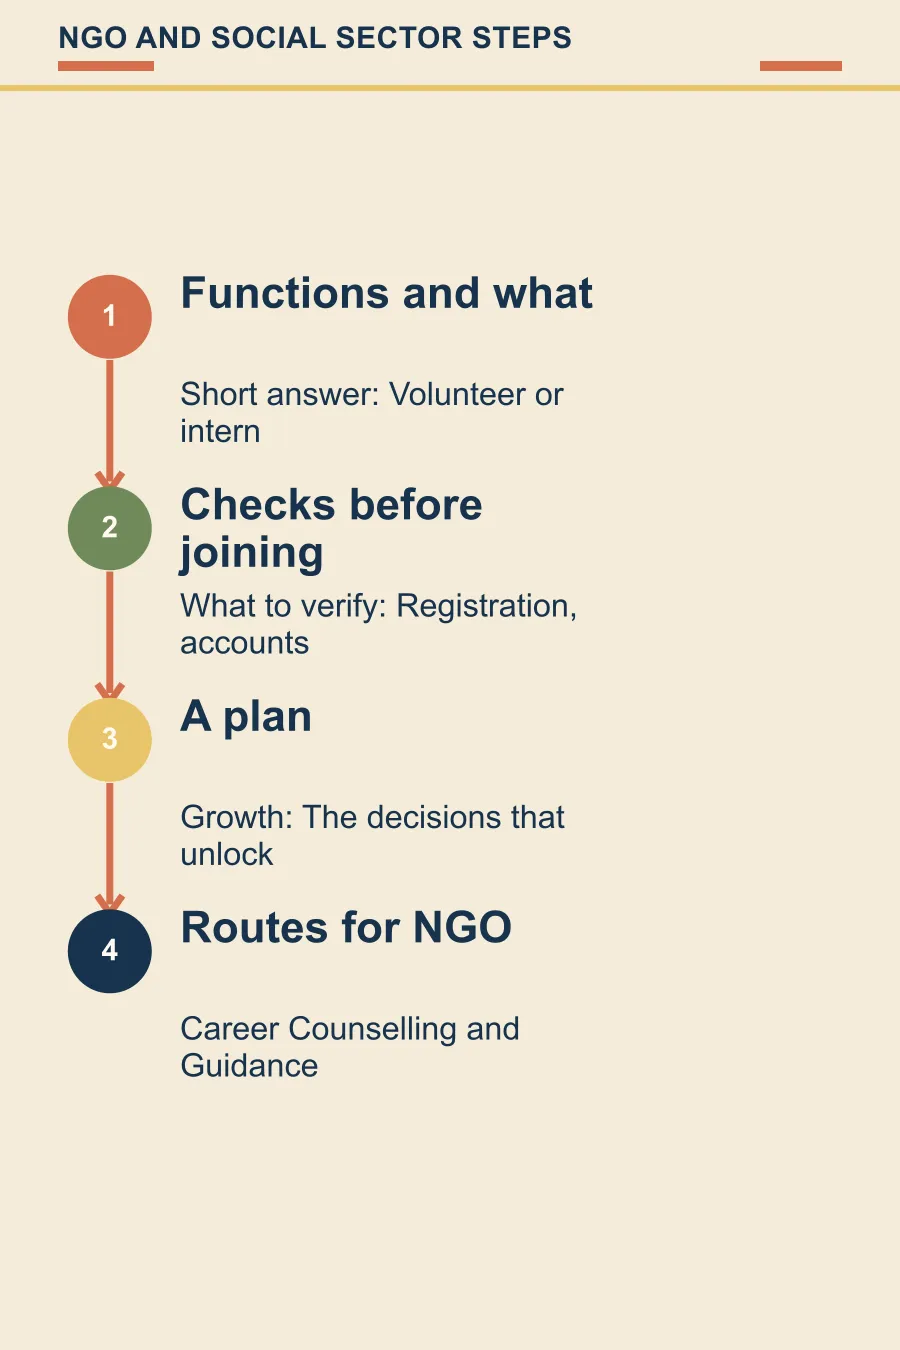 NGO AND SOCIAL SECTOR STEPS
1
Functions and what
Short answer: Volunteer or
intern
2
Checks before
joining
What to verify: Registration,
accounts
3
A plan
Growth: The decisions that
unlock
4
Routes for NGO
Career Counselling and
Guidance